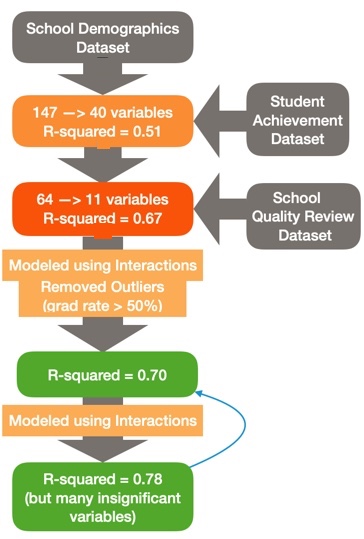 School Demographics
Dataset
147 —> 40 variables
R-squared = 0.51
Student
Achievement
Dataset
64 —> 11 variables
R-squared = 0.67
School
Quality Review
Dataset
Modeled using Interactions
Removed Outliers
(grad rate > 50%)
R-squared = 0.70
Modeled using Interactions
R-squared = 0.78
(but many insignificant
variables)